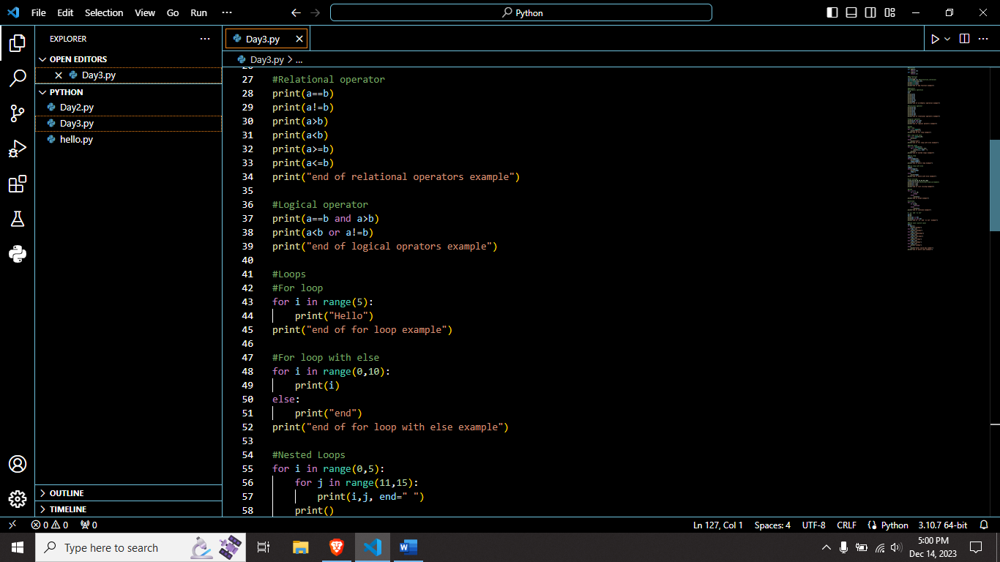 File Edit Selection View Go Run ···
Python
EXPLORER
OPEN EDITORS
Day3.py
PYTHON
Day2.py
Day3.py
hello.py
OUTLINE
TIMELINE
Day3.py
Day3.py > ...
27 #Relational operator
28 print(a==b)
29 print(a!=b)
30 print(a>b)
31 print(a<b)
32 print(a>=b)
33 print(a<=b)
34 print("end of relational operators example")
35
36 #Logical operator
37 print(a==b and a>b)
38 print(a<b or a!=b)
39 print("end of logical oprators example")
40
41 #Loops
42 #For loop
43 for i in range(5):
44     print("Hello")
45 print("end of for loop example")
46
47 #For loop with else
48 for i in range(0,10):
49     print(i)
50 else:
51     print("end")
52 print("end of for loop with else example")
53
54 #Nested Loops
55 for i in range(0,5):
56     for j in range(11,15):
57         print(i,j, end=" ")
58     print()
0 0 0 Ln 127, Col 1 Spaces: 4 UTF-8 CRLF Python 3.10.7 64-bit
Type here to search
5:00 PM
Dec 14, 2023